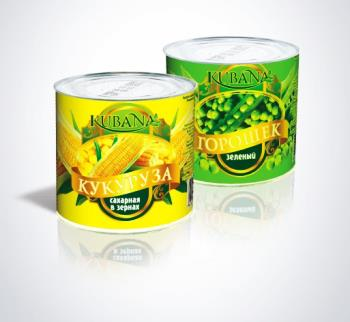 KUBANA
КУКУРУЗА
сахарная
в зернах
KUBANA
ГОРОШЕК
зеленый